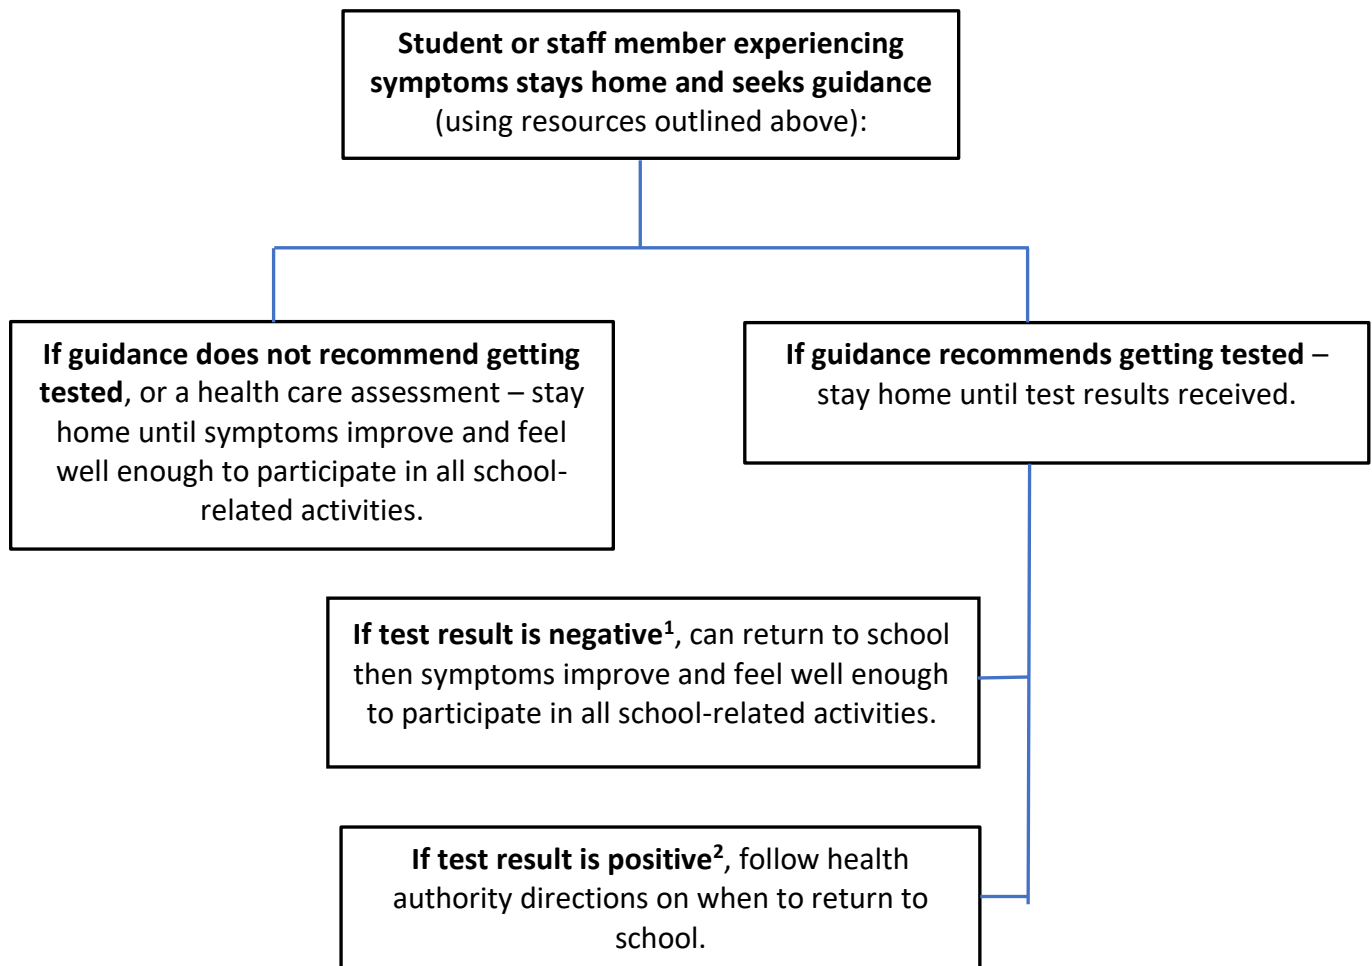 Student or staff member experiencing
symptoms stays home and seeks guidance
(using resources outlined above):
If guidance does not recommend getting
tested, or a health care assessment – stay
home until symptoms improve and feel
well enough to participate in all school-
related activities.
If guidance recommends getting tested –
stay home until test results received.
If test result is negative¹, can return to school
then symptoms improve and feel well enough
to participate in all school-related activities.
If test result is positive², follow health
authority directions on when to return to
school.